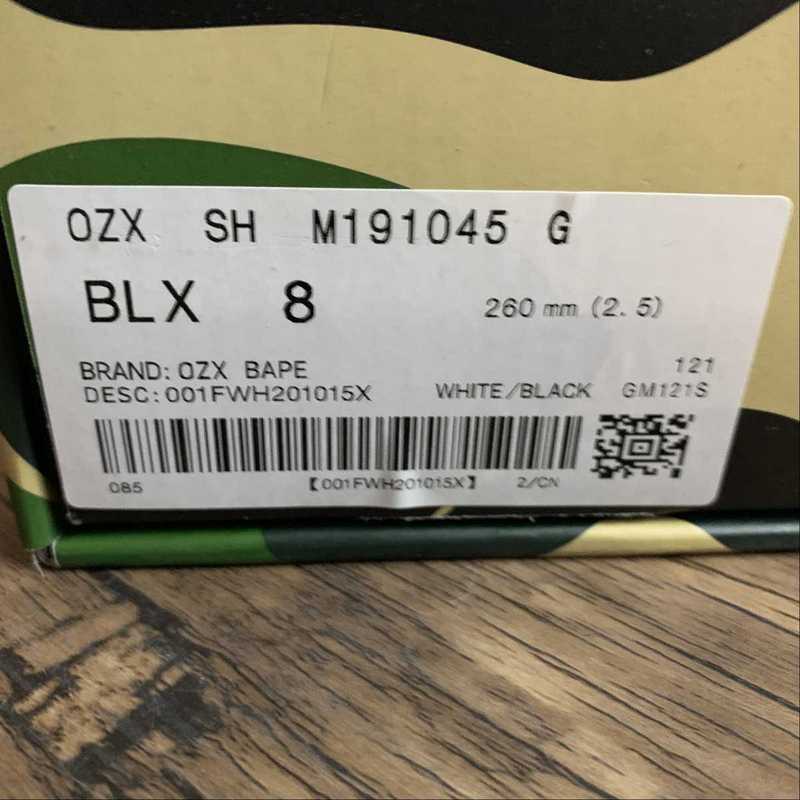 OZX SH M191045 G
BLX 8 260 mm (2.5)
BRAND: OZX BAPE 121
DESC:001FWH201015X WHITE/BLACK GM121S
085 【001FWH201015X】 2/CN